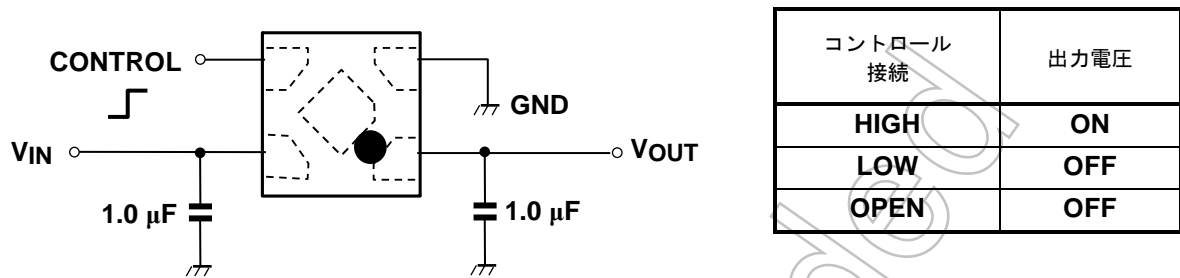 CONTROL
GND
VIN
VOUT
1.0 μF
1.0 μF
コントロール
接続
出力電圧
HIGH
ON
LOW
OFF
OPEN
OFF